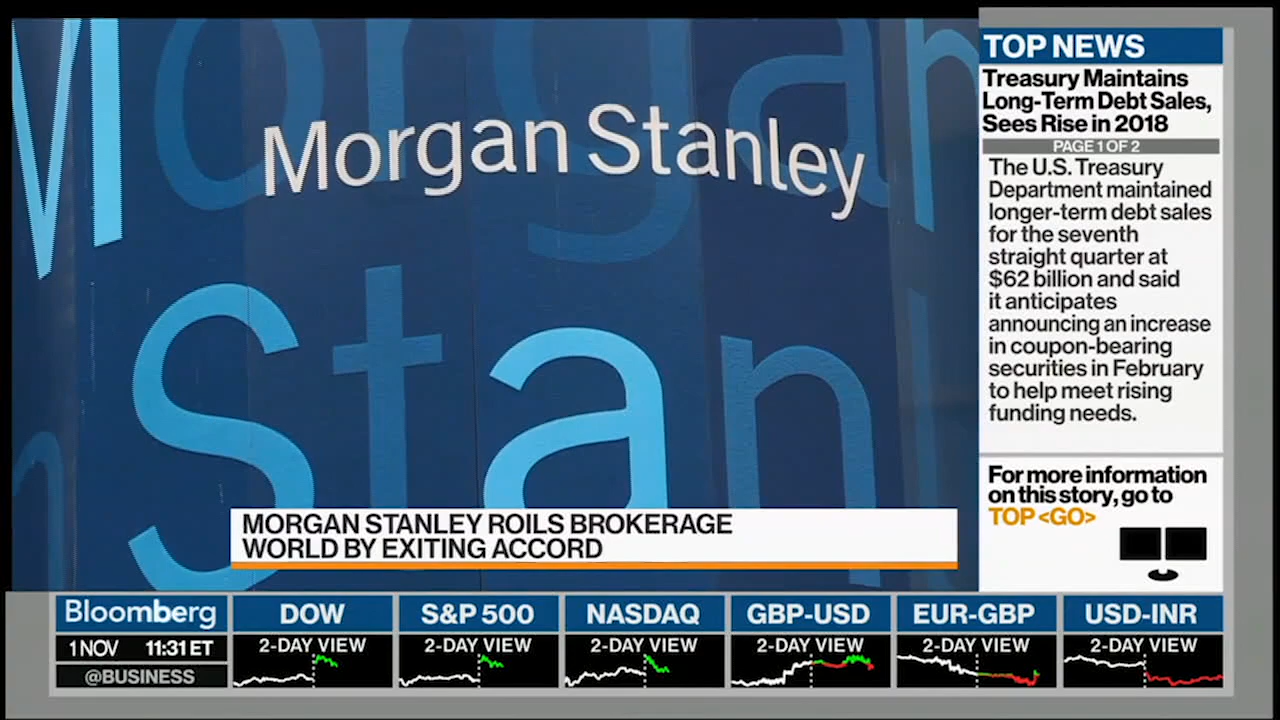 Morgan Stanley
Stan
MORGAN STANLEY ROILS BROKERAGE
WORLD BY EXITING ACCORD
TOP NEWS
Treasury Maintains
Long-Term Debt Sales,
Sees Rise in 2018
PAGE 1 OF 2
The U.S. Treasury
Department maintained
longer-term debt sales
for the seventh
straight quarter at
$62 billion and said
it anticipates
announcing an increase
in coupon-bearing
securities in February
to help meet rising
funding needs.
For more information
on this story, go to
TOP <GO>
Bloomberg
1 NOV 11:31 ET
@BUSINESS
DOW
2-DAY VIEW
S&P 500
2-DAY VIEW
NASDAQ
2-DAY VIEW
GBP-USD
2-DAY VIEW
EUR-GBP
2-DAY VIEW
USD-INR
2-DAY VIEW